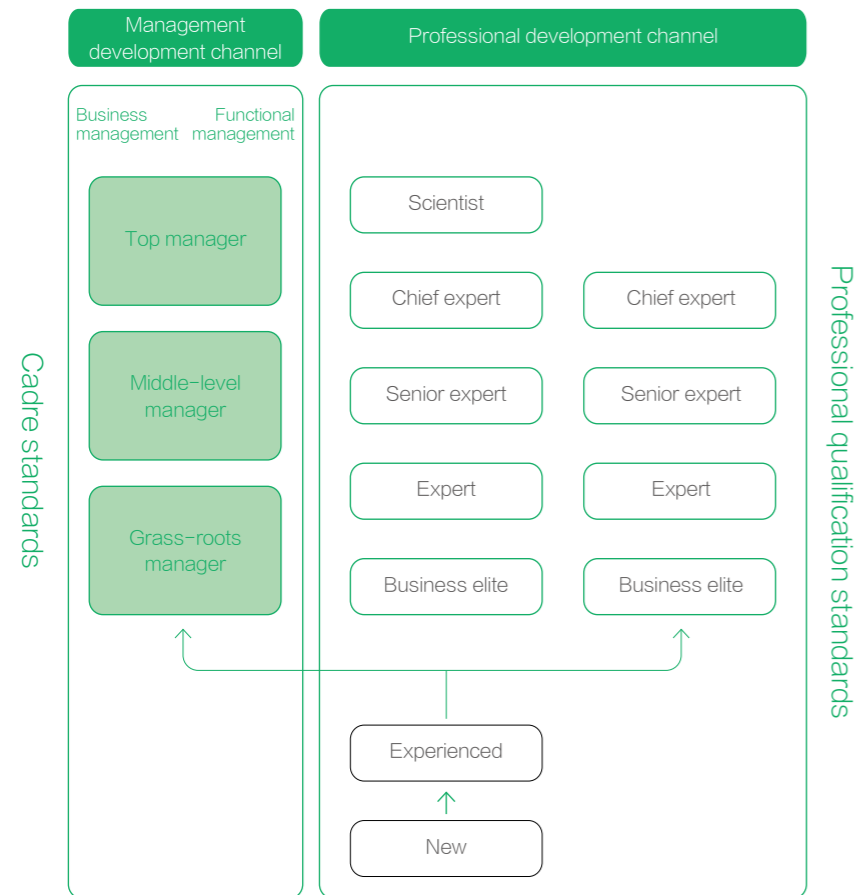 Management
development channel
Professional development channel
Business
management
Functional
management
Top manager
Scientist
Chief expert
Chief expert
Middle-level
manager
Senior expert
Senior expert
Expert
Expert
Grass-roots
manager
Business elite
Business elite
Experienced
New
Cadre standards
Professional qualification standards